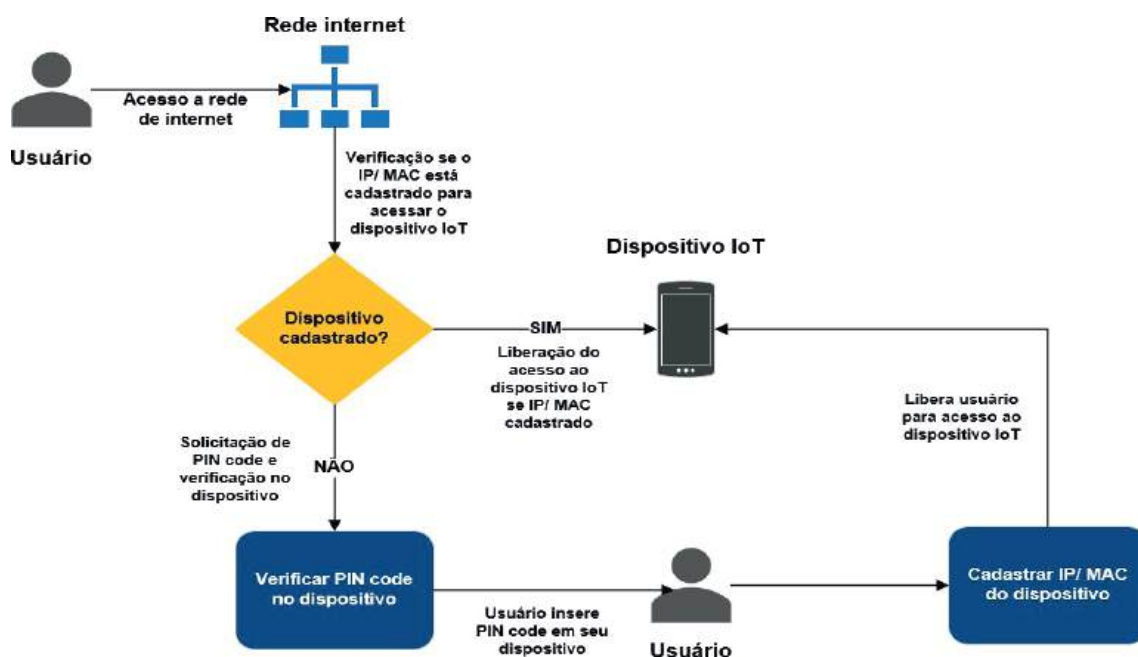 Rede internet
Acesso a rede
de internet
Usuário
Verificação se o
IP/ MAC está
cadastrado para
acessar o
dispositivo IoT
Dispositivo IoT
Dispositivo
cadastrado?
SIM
Liberação do
acesso ao
dispositivo IoT
se IP/ MAC
cadastrado
Libera usuário
para acesso ao
dispositivo IoT
Solicitação de
PIN code e
verificação no
dispositivo
NÃO
Verificar PIN code
no dispositivo
Usuário insere
PIN code em seu
dispositivo
Usuário
Cadastrar IP/ MAC
do dispositivo